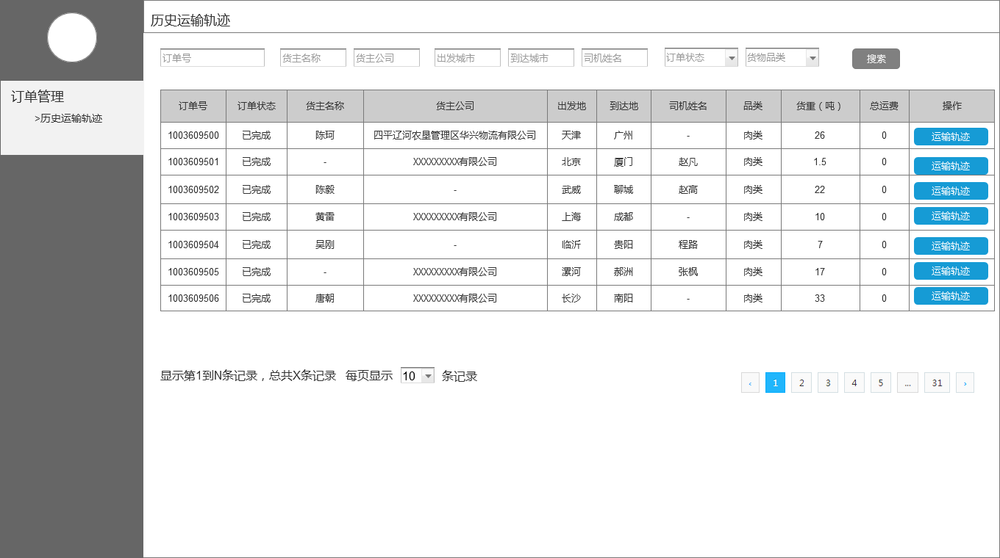 历史运输轨迹
订单管理
>历史运输轨迹
订单号 货主名称 货主公司 出发城市 到达城市 司机姓名 订单状态 货物品类 搜索
订单号 订单状态 货主名称 货主公司 出发地 到达地 司机姓名 品类 货重（吨） 总运费 操作
1003609500 已完成 陈珂 四平辽河农垦管理区华兴物流有限公司 天津 广州 - 肉类 26 0 运输轨迹
1003609501 已完成 - XXXXXXXXX有限公司 北京 厦门 赵凡 肉类 1.5 0 运输轨迹
1003609502 已完成 陈毅 - 武威 聊城 赵高 肉类 22 0 运输轨迹
1003609503 已完成 黄雷 XXXXXXXXX有限公司 上海 成都 - 肉类 10 0 运输轨迹
1003609504 已完成 吴刚 - 临沂 贵阳 程路 肉类 7 0 运输轨迹
1003609505 已完成 - XXXXXXXXX有限公司 漯河 郝洲 张枫 肉类 17 0 运输轨迹
1003609506 已完成 唐朝 XXXXXXXXX有限公司 长沙 南阳 - 肉类 33 0 运输轨迹
显示第1到N条记录，总共X条记录 每页显示 10 条记录
‹ 1 2 3 4 5 ... 31 ›